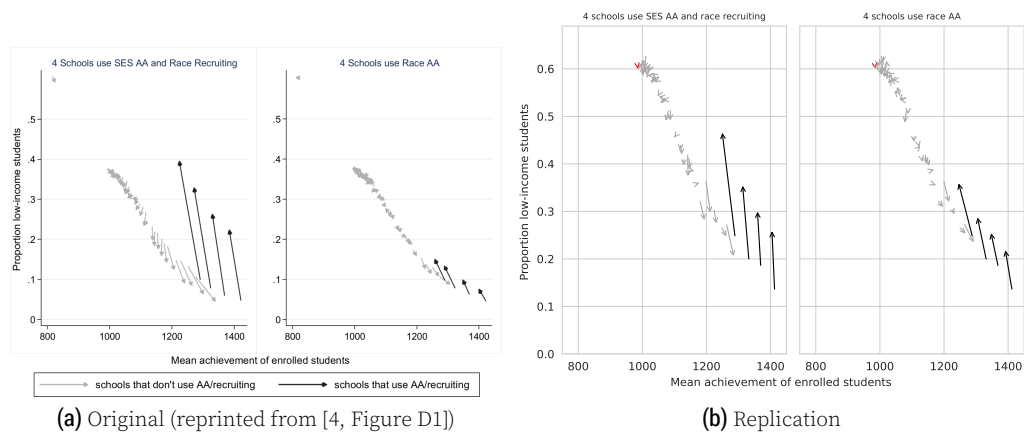 4 Schools use SES AA and Race Recruiting
4 Schools use Race AA
Proportion low-income students
.5
.4
.3
.2
.1
0
800 1000 1200 1400
800 1000 1200 1400
Mean achievement of enrolled students
schools that don't use AA/recruiting
schools that use AA/recruiting
(a) Original (reprinted from [4, Figure D1])
4 schools use SES AA and race recruiting
4 schools use race AA
Proportion low-income students
0.6
0.5
0.4
0.3
0.2
0.1
0.0
800 1000 1200 1400
800 1000 1200 1400
Mean achievement of enrolled students
(b) Replication